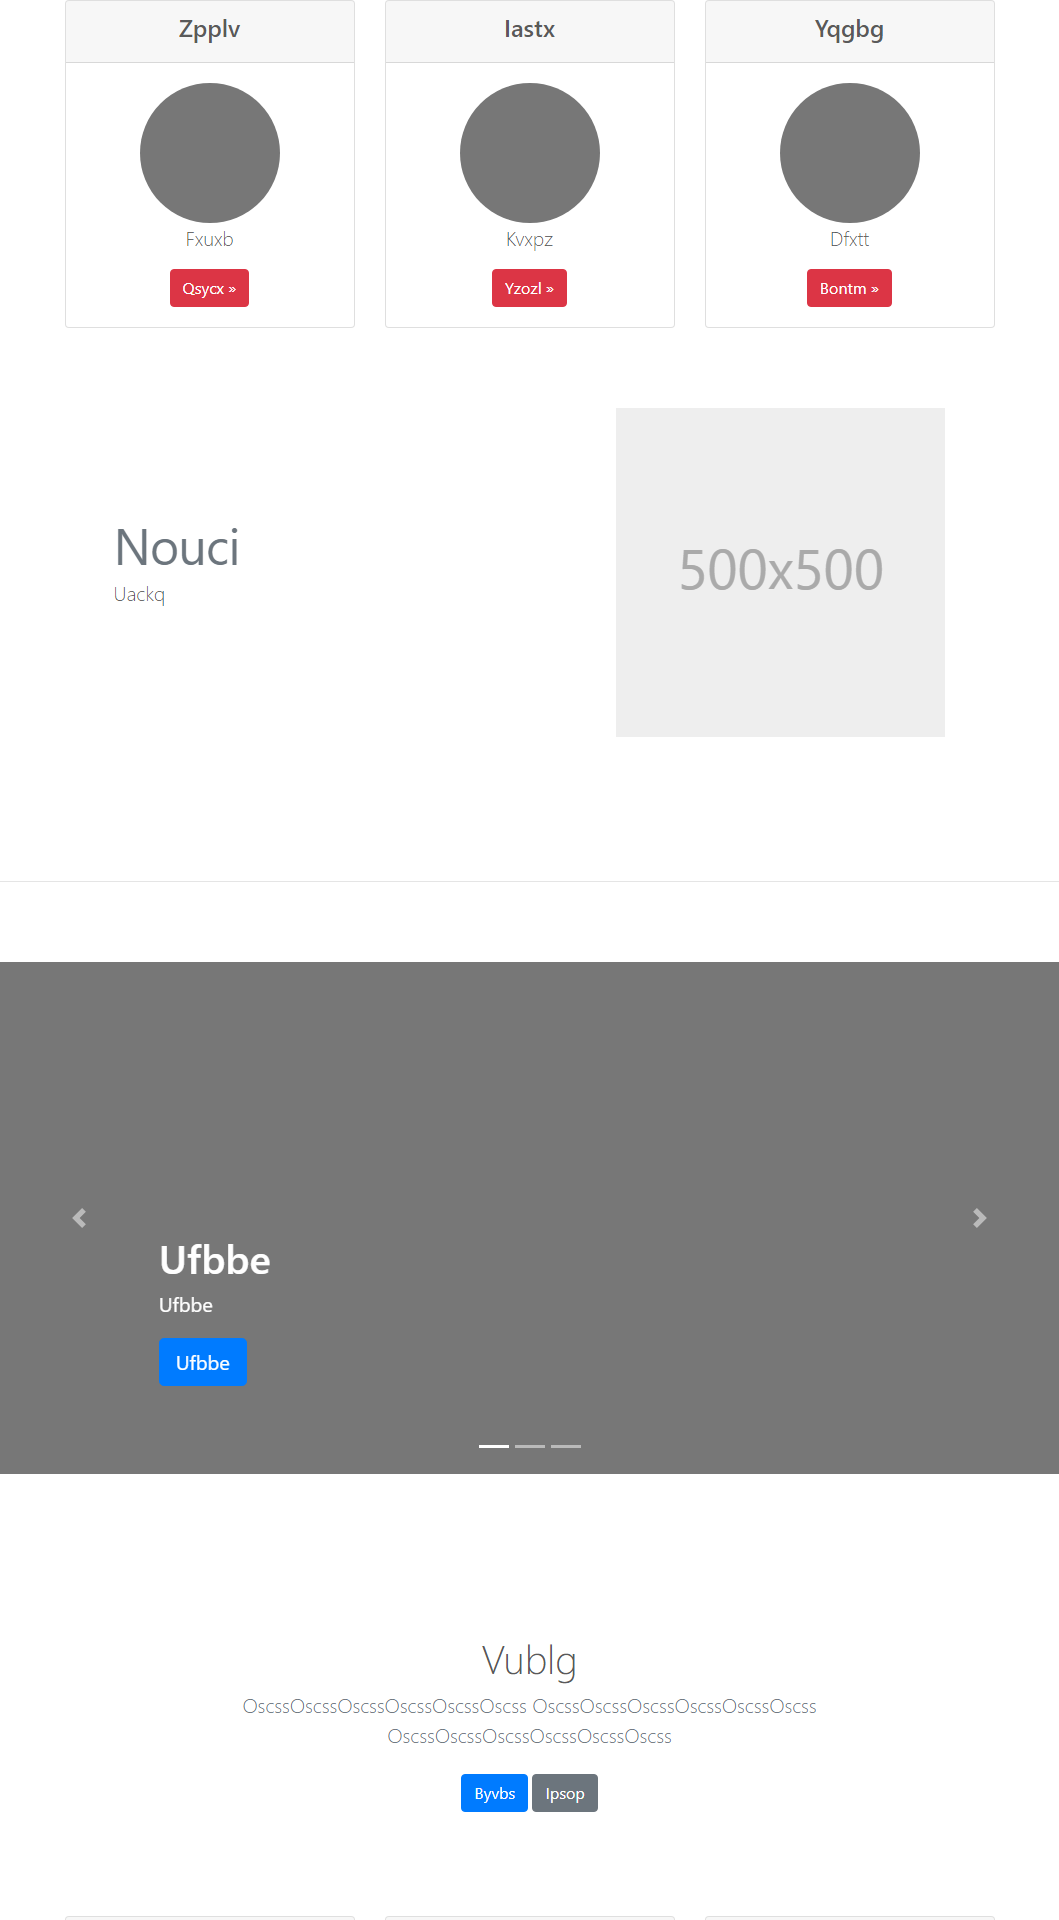 Zpplv
Iastx
Yqgbg
Fxuxb
Kvxpz
Dfxtt
Qsycx »
Yzozl »
Bontm »
Nouci
Uackq
500x500
Ufbbe
Ufbbe
Ufbbe
Vublg
OscssOscssOscssOscssOscssOscss OscssOscssOscssOscssOscssOscss
OscssOscssOscssOscssOscssOscss
Byvbs
Ipsop